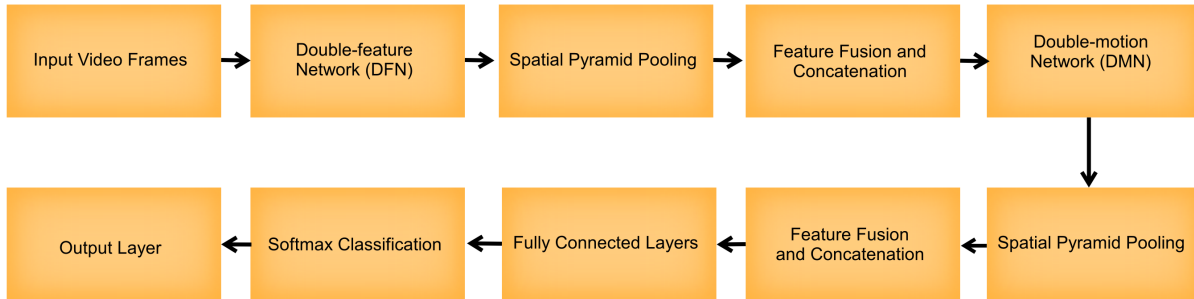 Input Video Frames
Double-feature
Network (DFN)
Spatial Pyramid Pooling
Feature Fusion and
Concatenation
Double-motion
Network (DMN)
Spatial Pyramid Pooling
Feature Fusion
and Concatenation
Fully Connected Layers
Softmax Classification
Output Layer